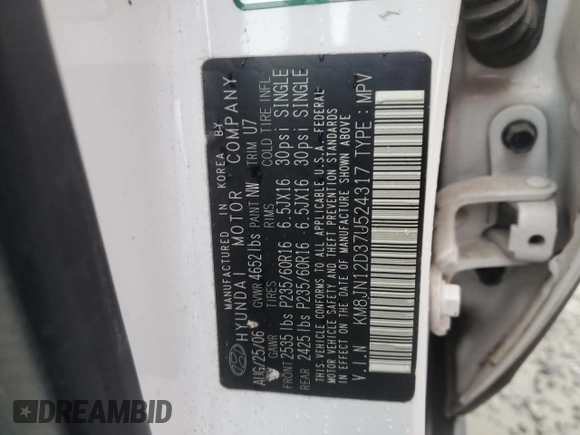 MANUFACTURED IN KOREA BY
HYUNDAI MOTOR COMPANY
AUG/25/06 GVWR 4652 lbs PAINT NW TRIM U7
GAWR TIRES RIMS COLD TIRE INFL
FRONT 2535 lbs P235/60R16 6.5JX16 30psi SINGLE
REAR 2425 lbs P235/60R16 6.5JX16 30psi SINGLE
THIS VEHICLE CONFORMS TO ALL APPLICABLE U.S.A. FEDERAL
MOTOR VEHICLE SAFETY AND THEFT PREVENTION STANDARDS
IN EFFECT ON THE DATE OF MANUFACTURE SHOWN ABOVE
V.I.N KM8JN12D37U524317 TYPE : MPV
DREAMBID